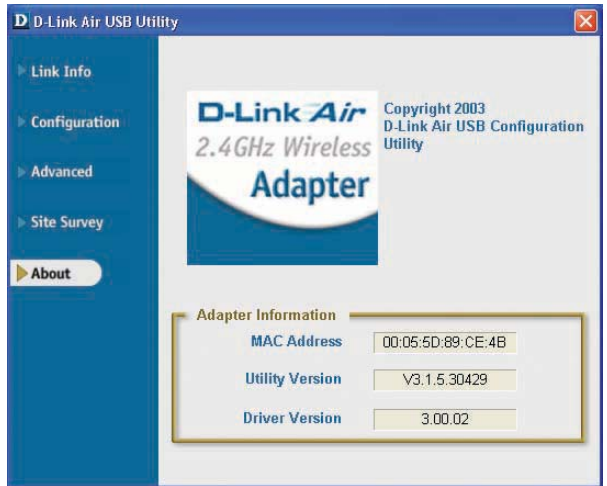 D D-Link Air USB Utility
Link Info
Configuration
Advanced
Site Survey
About
D-Link Air
2.4GHz Wireless
Adapter
Copyright 2003
D-Link Air USB Configuration
Utility
Adapter Information
MAC Address 00:05:5D:89:CE:4B
Utility Version V3.1.5.30429
Driver Version 3.00.02